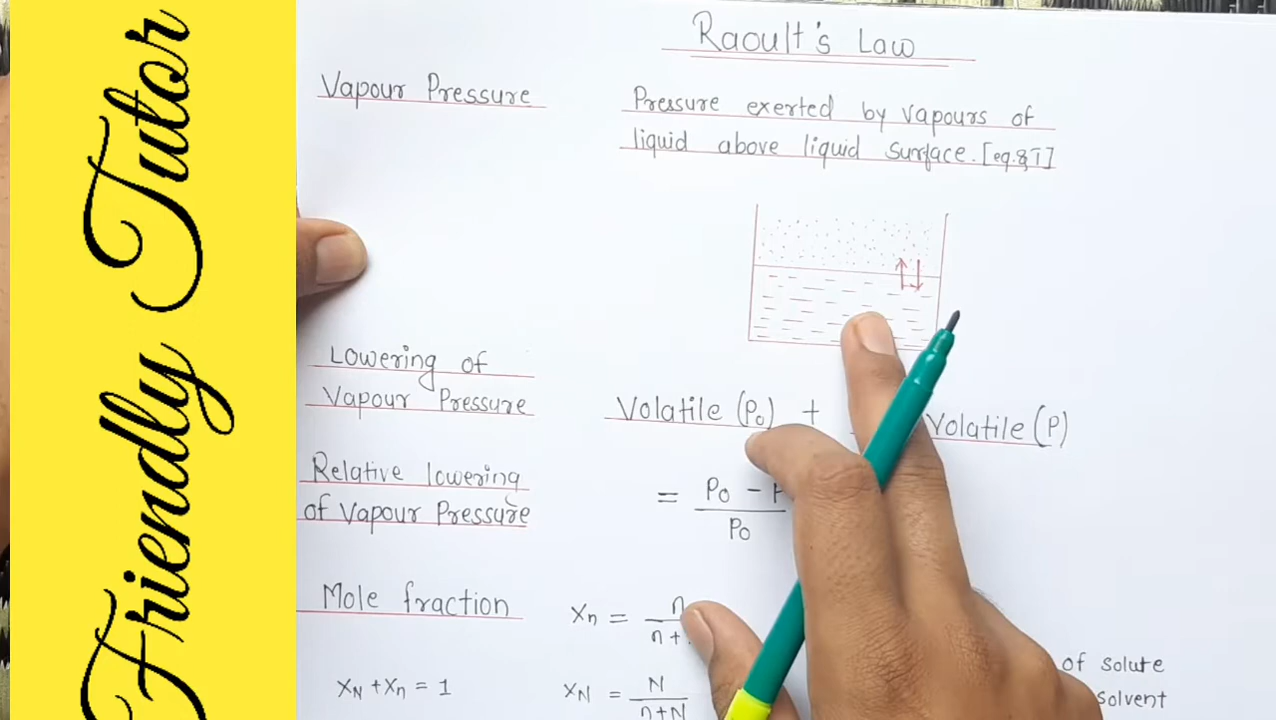 Friendly Tutor
Raoult's Law
Vapour Pressure
Pressure exerted by vapours of
liquid above liquid surface. [eq. & T]
Lowering of
Vapour Pressure
Volatile (P₀) + Volatile (P)
Relative lowering
of Vapour Pressure
= P₀ - P / P₀
Mole fraction
xn = n / n +
of solute
xN + xn = 1
xN = N / n+N
solvent